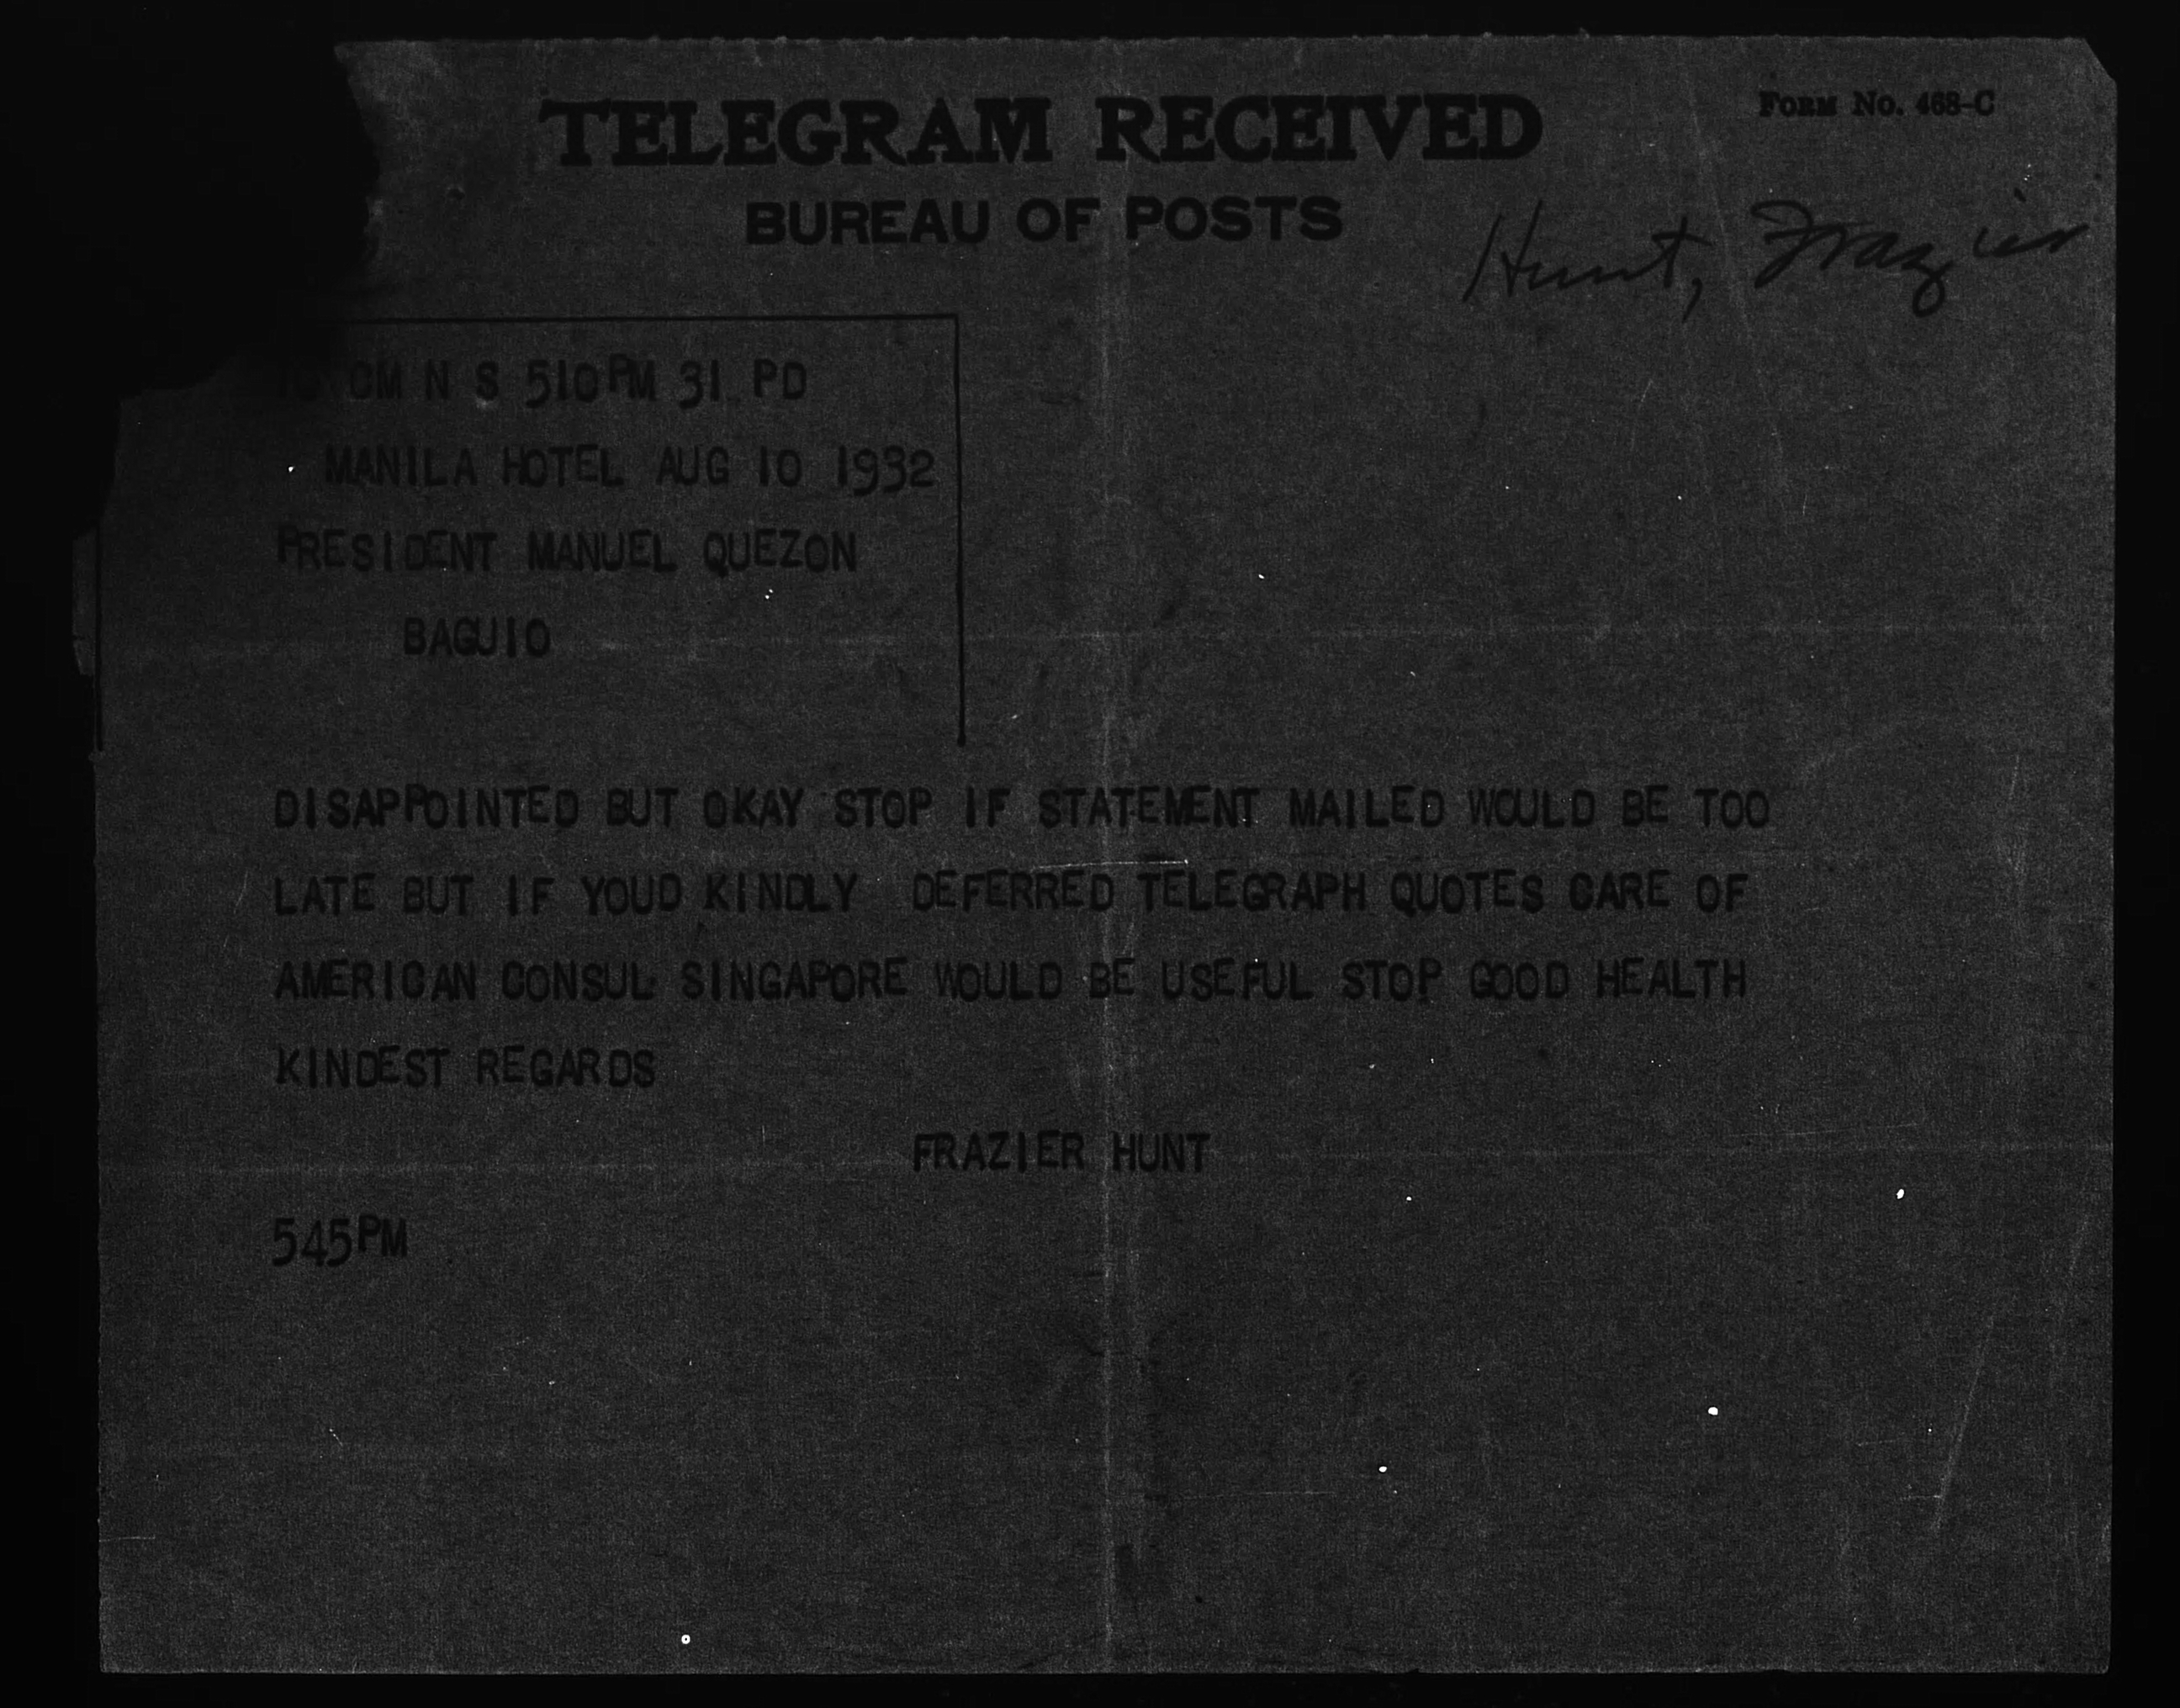 Form No. 468-C
TELEGRAM RECEIVED
BUREAU OF POSTS
Hunt, Frazier
CM N S 510PM 31 PD
MANILA HOTEL AUG 10 1932
PRESIDENT MANUEL QUEZON
BAGUIO
DISAPPOINTED BUT OKAY STOP IF STATEMENT MAILED WOULD BE TOO
LATE BUT IF YOUD KINDLY DEFERRED TELEGRAPH QUOTES CARE OF
AMERICAN CONSUL SINGAPORE WOULD BE USEFUL STOP GOOD HEALTH
KINDEST REGARDS
FRAZIER HUNT
545PM